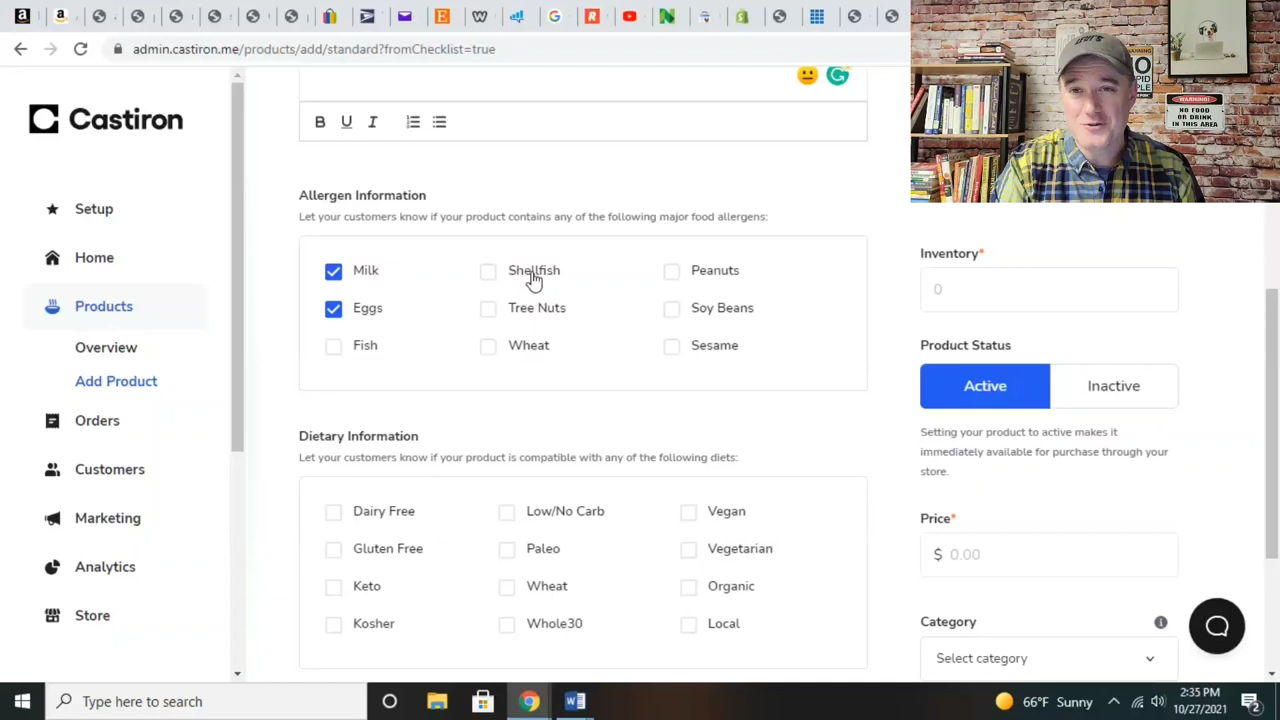 admin.castiron.me/products/add/standard?fromChecklist=true
WARNING!
NO FOOD
OR DRINK
IN THIS AREA
Castiron
B U I
Setup
Home
Products
Overview
Add Product
Orders
Customers
Marketing
Analytics
Store
Allergen Information
Let your customers know if your product contains any of the following major food allergens:
Milk Shellfish Peanuts
Eggs Tree Nuts Soy Beans
Fish Wheat Sesame
Dietary Information
Let your customers know if your product is compatible with any of the following diets:
Dairy Free Low/No Carb Vegan
Gluten Free Paleo Vegetarian
Keto Wheat Organic
Kosher Whole30 Local
Inventory*
0
Product Status
Active Inactive
Setting your product to active makes it
immediately available for purchase through your
store.
Price*
$ 0.00
Category
Select category
Type here to search
66°F Sunny
2:35 PM
10/27/2021
2